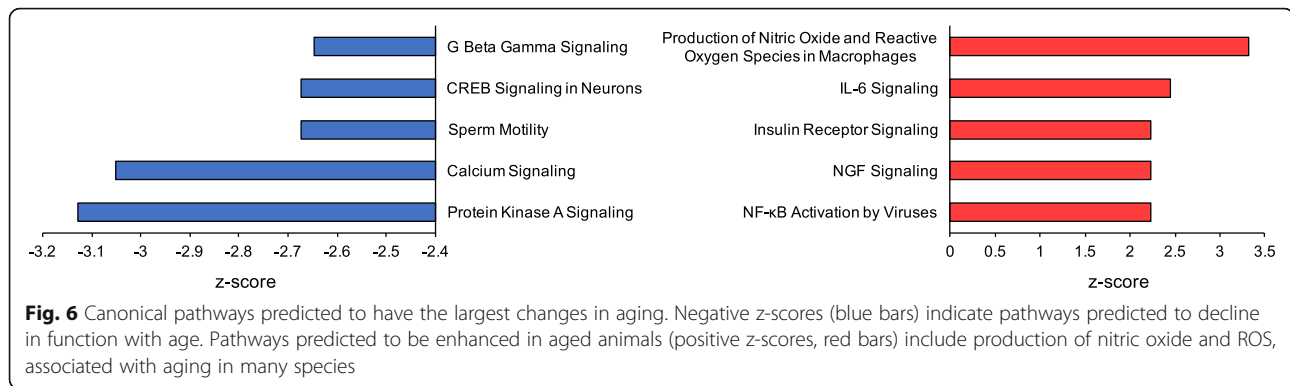 G Beta Gamma Signaling
CREB Signaling in Neurons
Sperm Motility
Calcium Signaling
Protein Kinase A Signaling
-3.2 -3.1 -3 -2.9 -2.8 -2.7 -2.6 -2.5 -2.4
z-score
Production of Nitric Oxide and Reactive
Oxygen Species in Macrophages
IL-6 Signaling
Insulin Receptor Signaling
NGF Signaling
NF-κB Activation by Viruses
0 0.5 1 1.5 2 2.5 3 3.5
z-score
Fig. 6 Canonical pathways predicted to have the largest changes in aging. Negative z-scores (blue bars) indicate pathways predicted to decline
in function with age. Pathways predicted to be enhanced in aged animals (positive z-scores, red bars) include production of nitric oxide and ROS,
associated with aging in many species